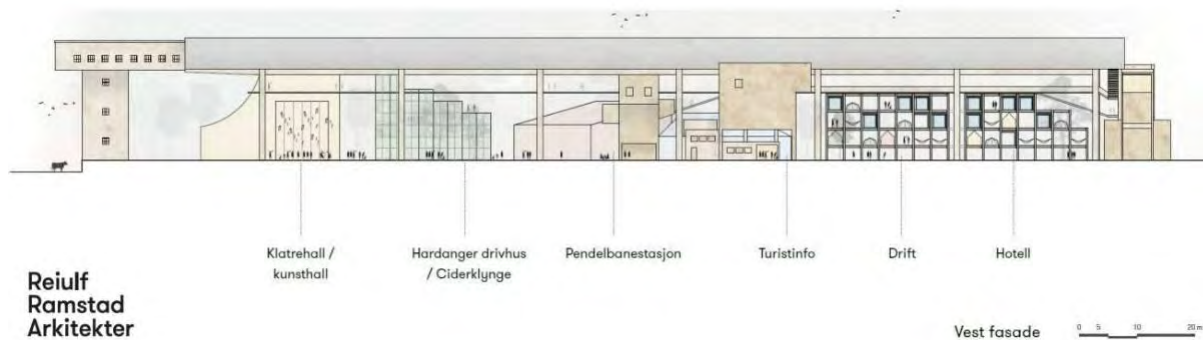 Klatrehall /
kunsthall
Hardanger drivhus
/ Ciderklynge
Pendelbanestasjon
Turistinfo
Drift
Hotell
Reiulf
Ramstad
Arkitekter
Vest fasade
0 5 10 20 m